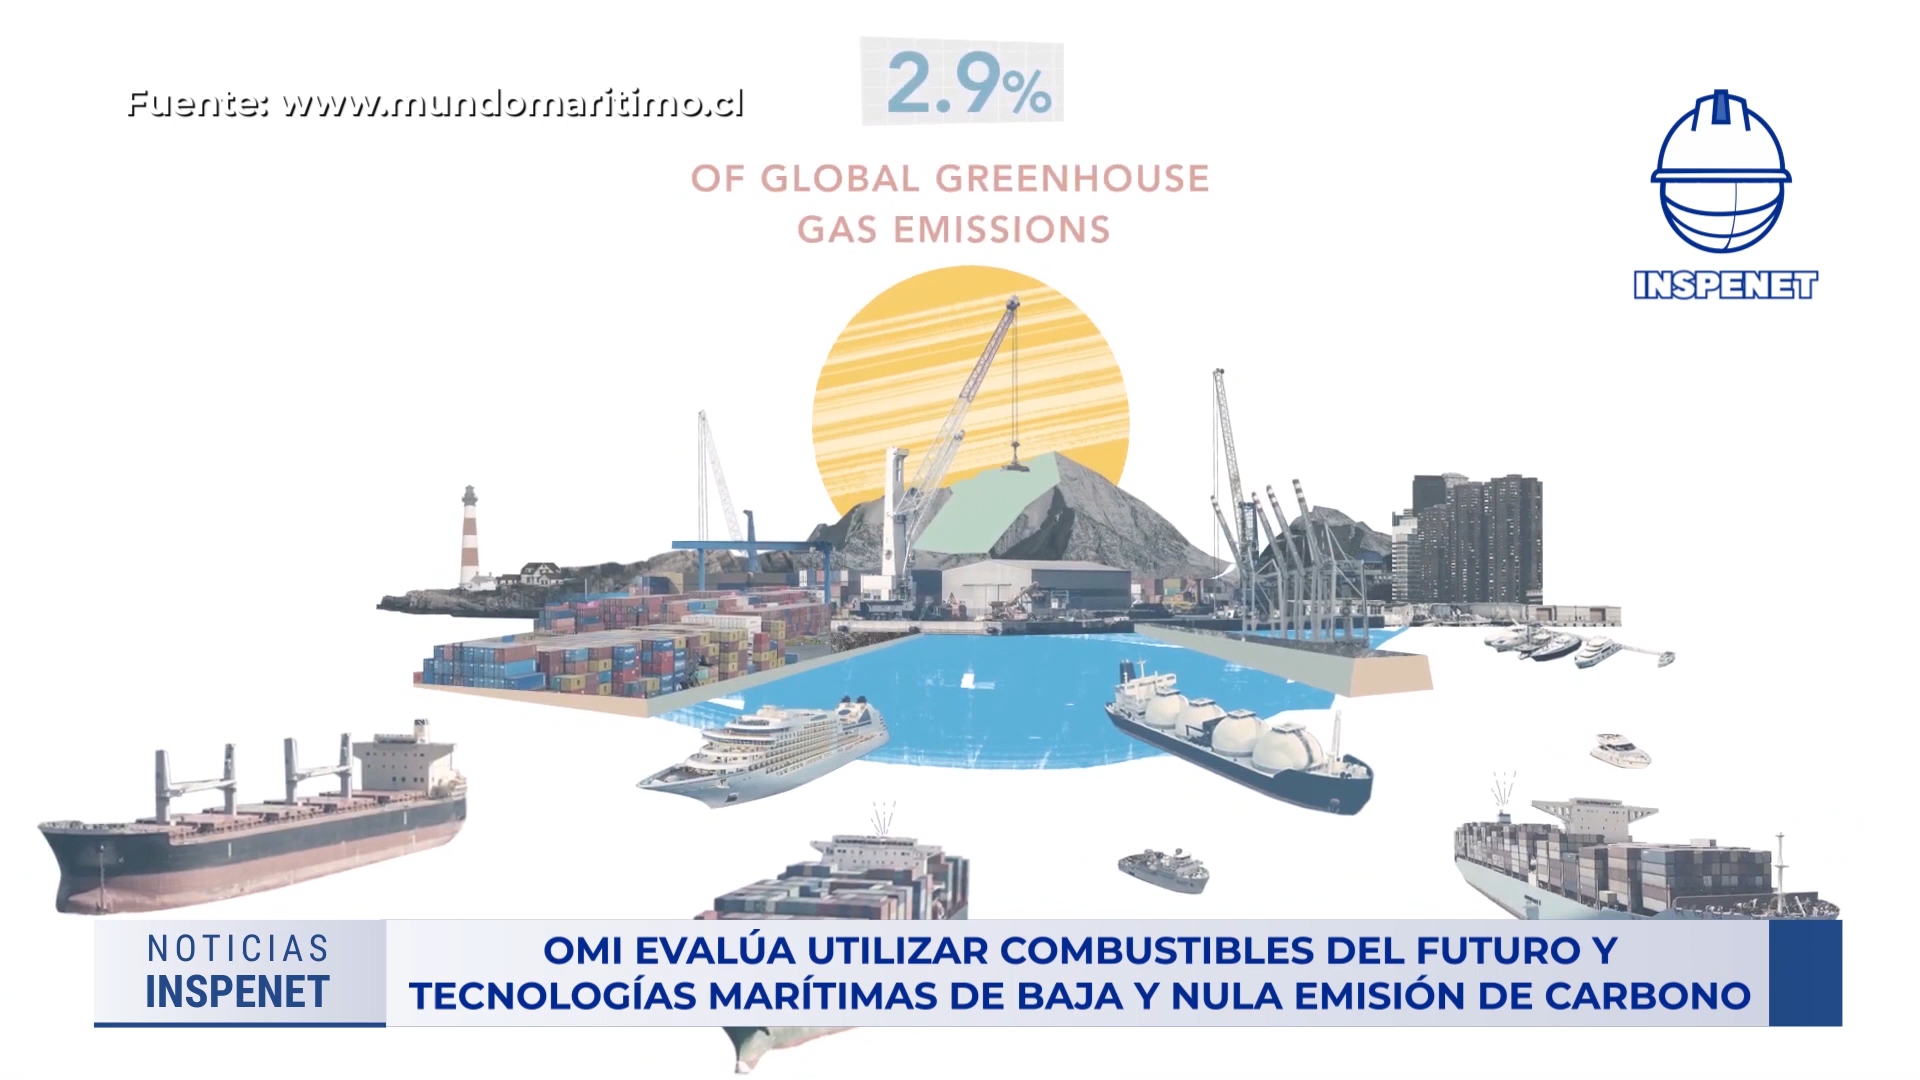 2.9%
Fuente: www.mundomaritimo.cl
OF GLOBAL GREENHOUSE
GAS EMISSIONS
INSPENET
NOTICIAS
INSPENET
OMI EVALÚA UTILIZAR COMBUSTIBLES DEL FUTURO Y
TECNOLOGÍAS MARÍTIMAS DE BAJA Y NULA EMISIÓN DE CARBONO